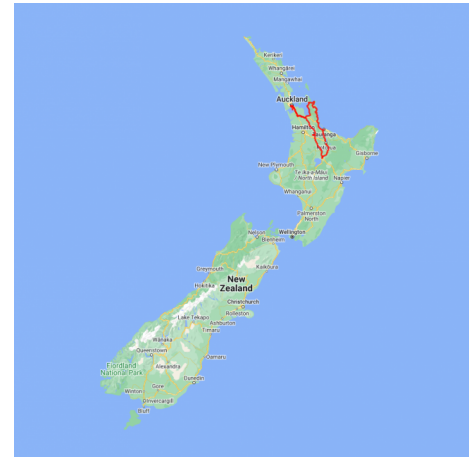 Kerikeri
Whangārei
Mangawhai
Auckland
Hamilton
Tauranga
Gisborne
New Plymouth
Te Ika-a-Māui
/ North Island
Napier
Whanganui
Palmerston
North
Nelson
Wellington
Blenheim
Greymouth
Kaikōura
Hokitika
New
Zealand
Christchurch
Lake Tekapo
Rolleston
Ashburton
Timaru
Wānaka
Queenstown
Oamaru
Fiordland
National Park
Alexandra
Dunedin
Gore
Winton
Invercargill
Bluff